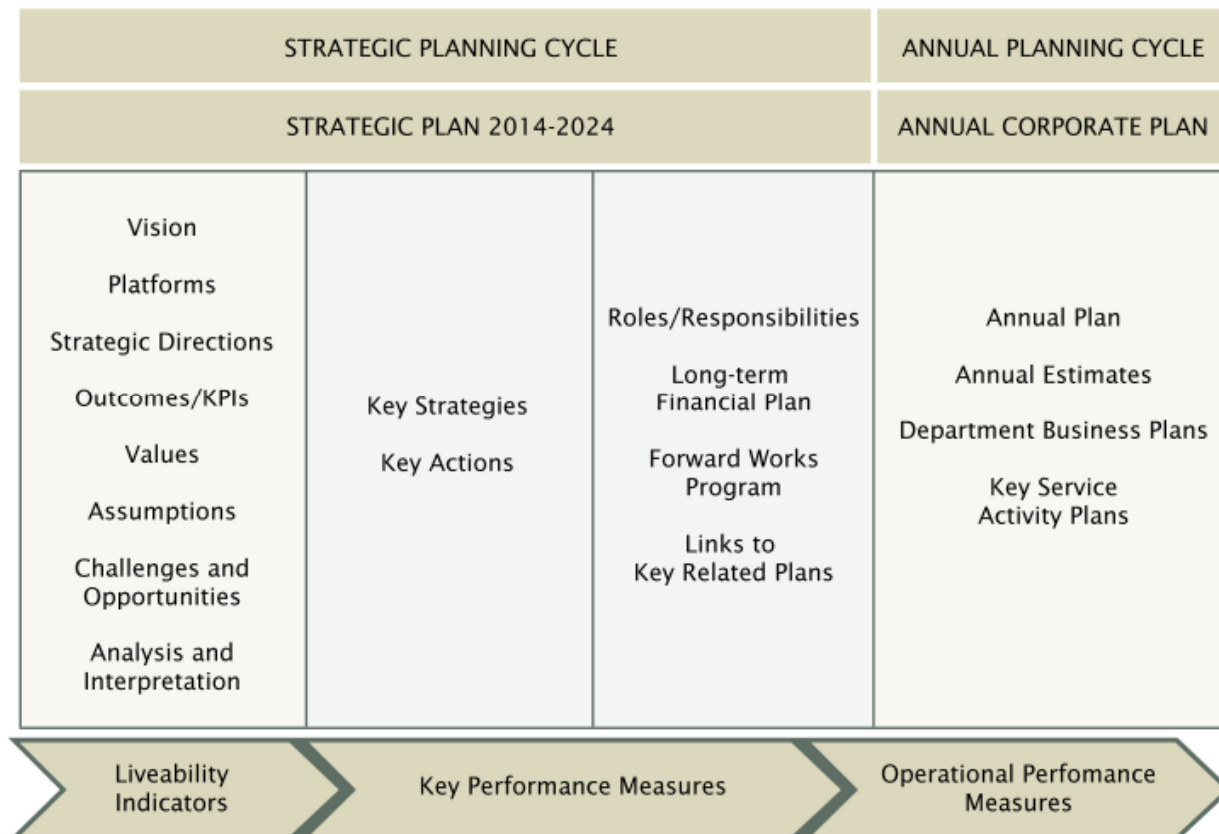 STRATEGIC PLANNING CYCLE
ANNUAL PLANNING CYCLE
STRATEGIC PLAN 2014-2024
ANNUAL CORPORATE PLAN
Vision
Platforms
Strategic Directions
Outcomes/KPIs
Values
Assumptions
Challenges and
Opportunities
Analysis and
Interpretation
Key Strategies
Key Actions
Roles/Responsibilities
Long-term
Financial Plan
Forward Works
Program
Links to
Key Related Plans
Annual Plan
Annual Estimates
Department Business Plans
Key Service
Activity Plans
Liveability
Indicators
Key Performance Measures
Operational Perfomance
Measures